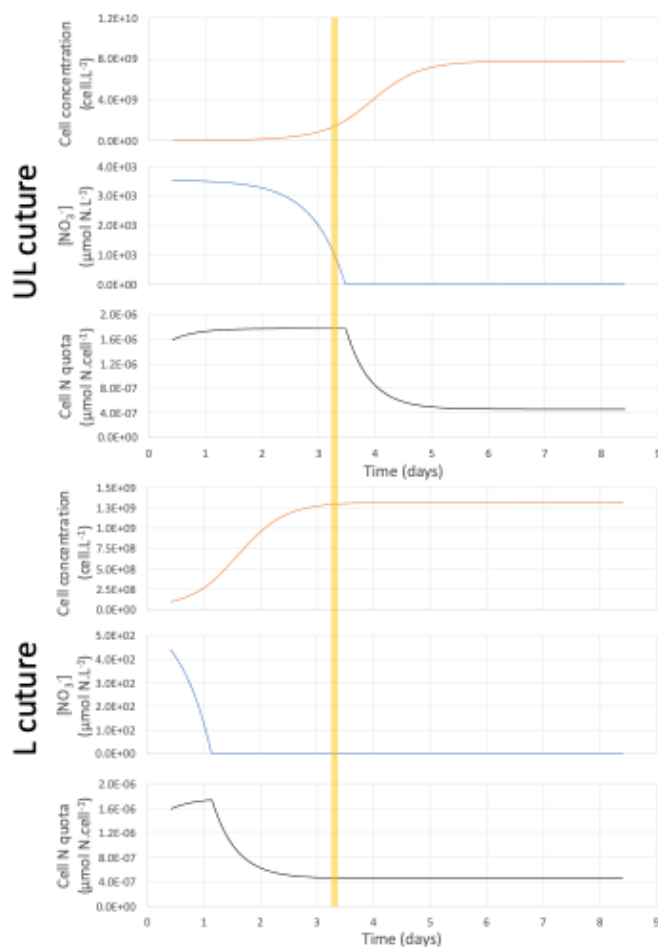 UL cuture
Cell concentration
(cell.L⁻¹)
1.2E+10
8.0E+09
4.0E+09
0.0E+00
[NO₃⁻]
(µmol N.L⁻¹)
4.0E+03
3.0E+03
2.0E+03
1.0E+03
0.0E+00
Cell N quota
(µmol N.cell⁻¹)
2.0E-06
1.6E-06
1.2E-06
8.0E-07
4.0E-07
0.0E+00
0 1 2 3 4 5 6 7 8 9
Time (days)
L cuture
Cell concentration
(cell.L⁻¹)
1.5E+09
1.3E+09
1.0E+09
7.5E+08
5.0E+08
2.5E+08
0.0E+00
[NO₃⁻]
(µmol N.L⁻¹)
5.0E+02
4.0E+02
3.0E+02
2.0E+02
1.0E+02
0.0E+00
Cell N quota
(µmol N.cell⁻¹)
2.0E-06
1.6E-06
1.2E-06
8.0E-07
4.0E-07
0.0E+00
0 1 2 3 4 5 6 7 8 9
Time (days)